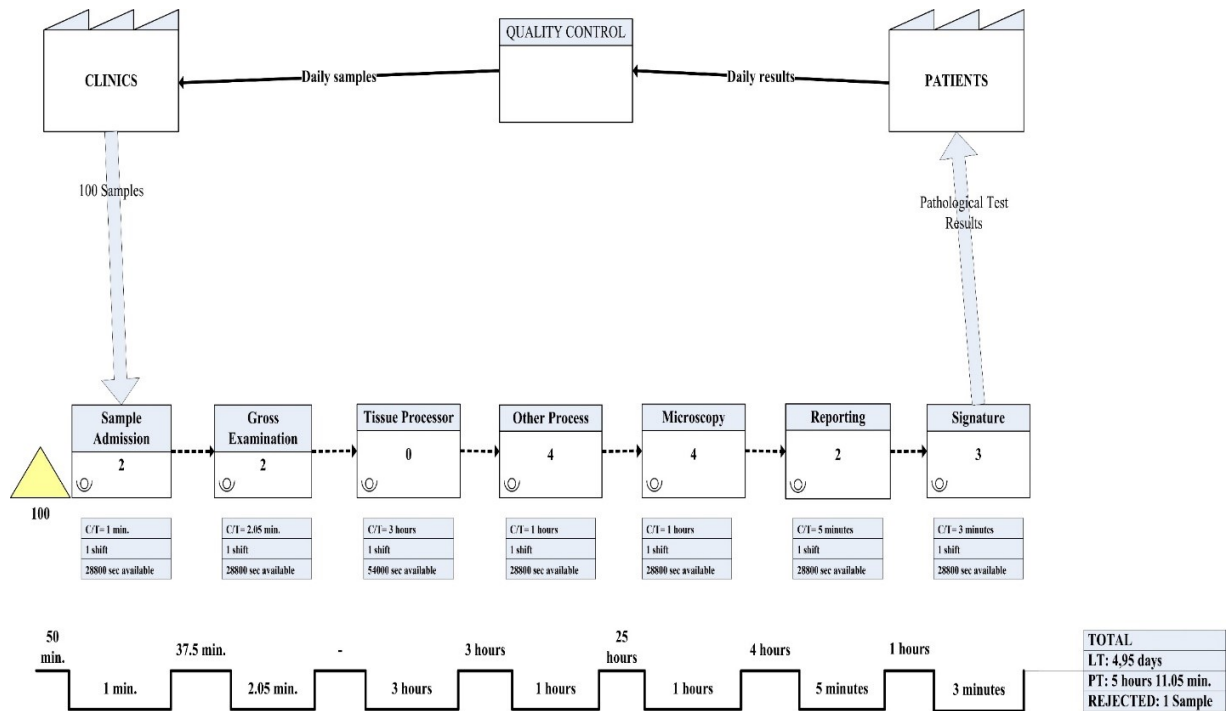 QUALITY CONTROL
CLINICS
Daily samples
Daily results
PATIENTS
100 Samples
Pathological Test
Results
Sample
Admission
2
Gross
Examination
2
Tissue Processor
0
Other Process
4
Microscopy
4
Reporting
2
Signature
3
100
C/T= 1 min.
1 shift
28800 sec available
C/T= 2.05 min.
1 shift
28800 sec available
C/T= 3 hours
1 shift
54000 sec available
C/T= 1 hours
1 shift
28800 sec available
C/T= 1 hours
1 shift
28800 sec available
C/T= 5 minutes
1 shift
28800 sec available
C/T= 3 minutes
1 shift
28800 sec available
50
min.
1 min.
37.5 min.
2.05 min.
-
3 hours
3 hours
1 hours
25
hours
1 hours
4 hours
5 minutes
1 hours
3 minutes
TOTAL
LT: 4,95 days
PT: 5 hours 11.05 min.
REJECTED: 1 Sample